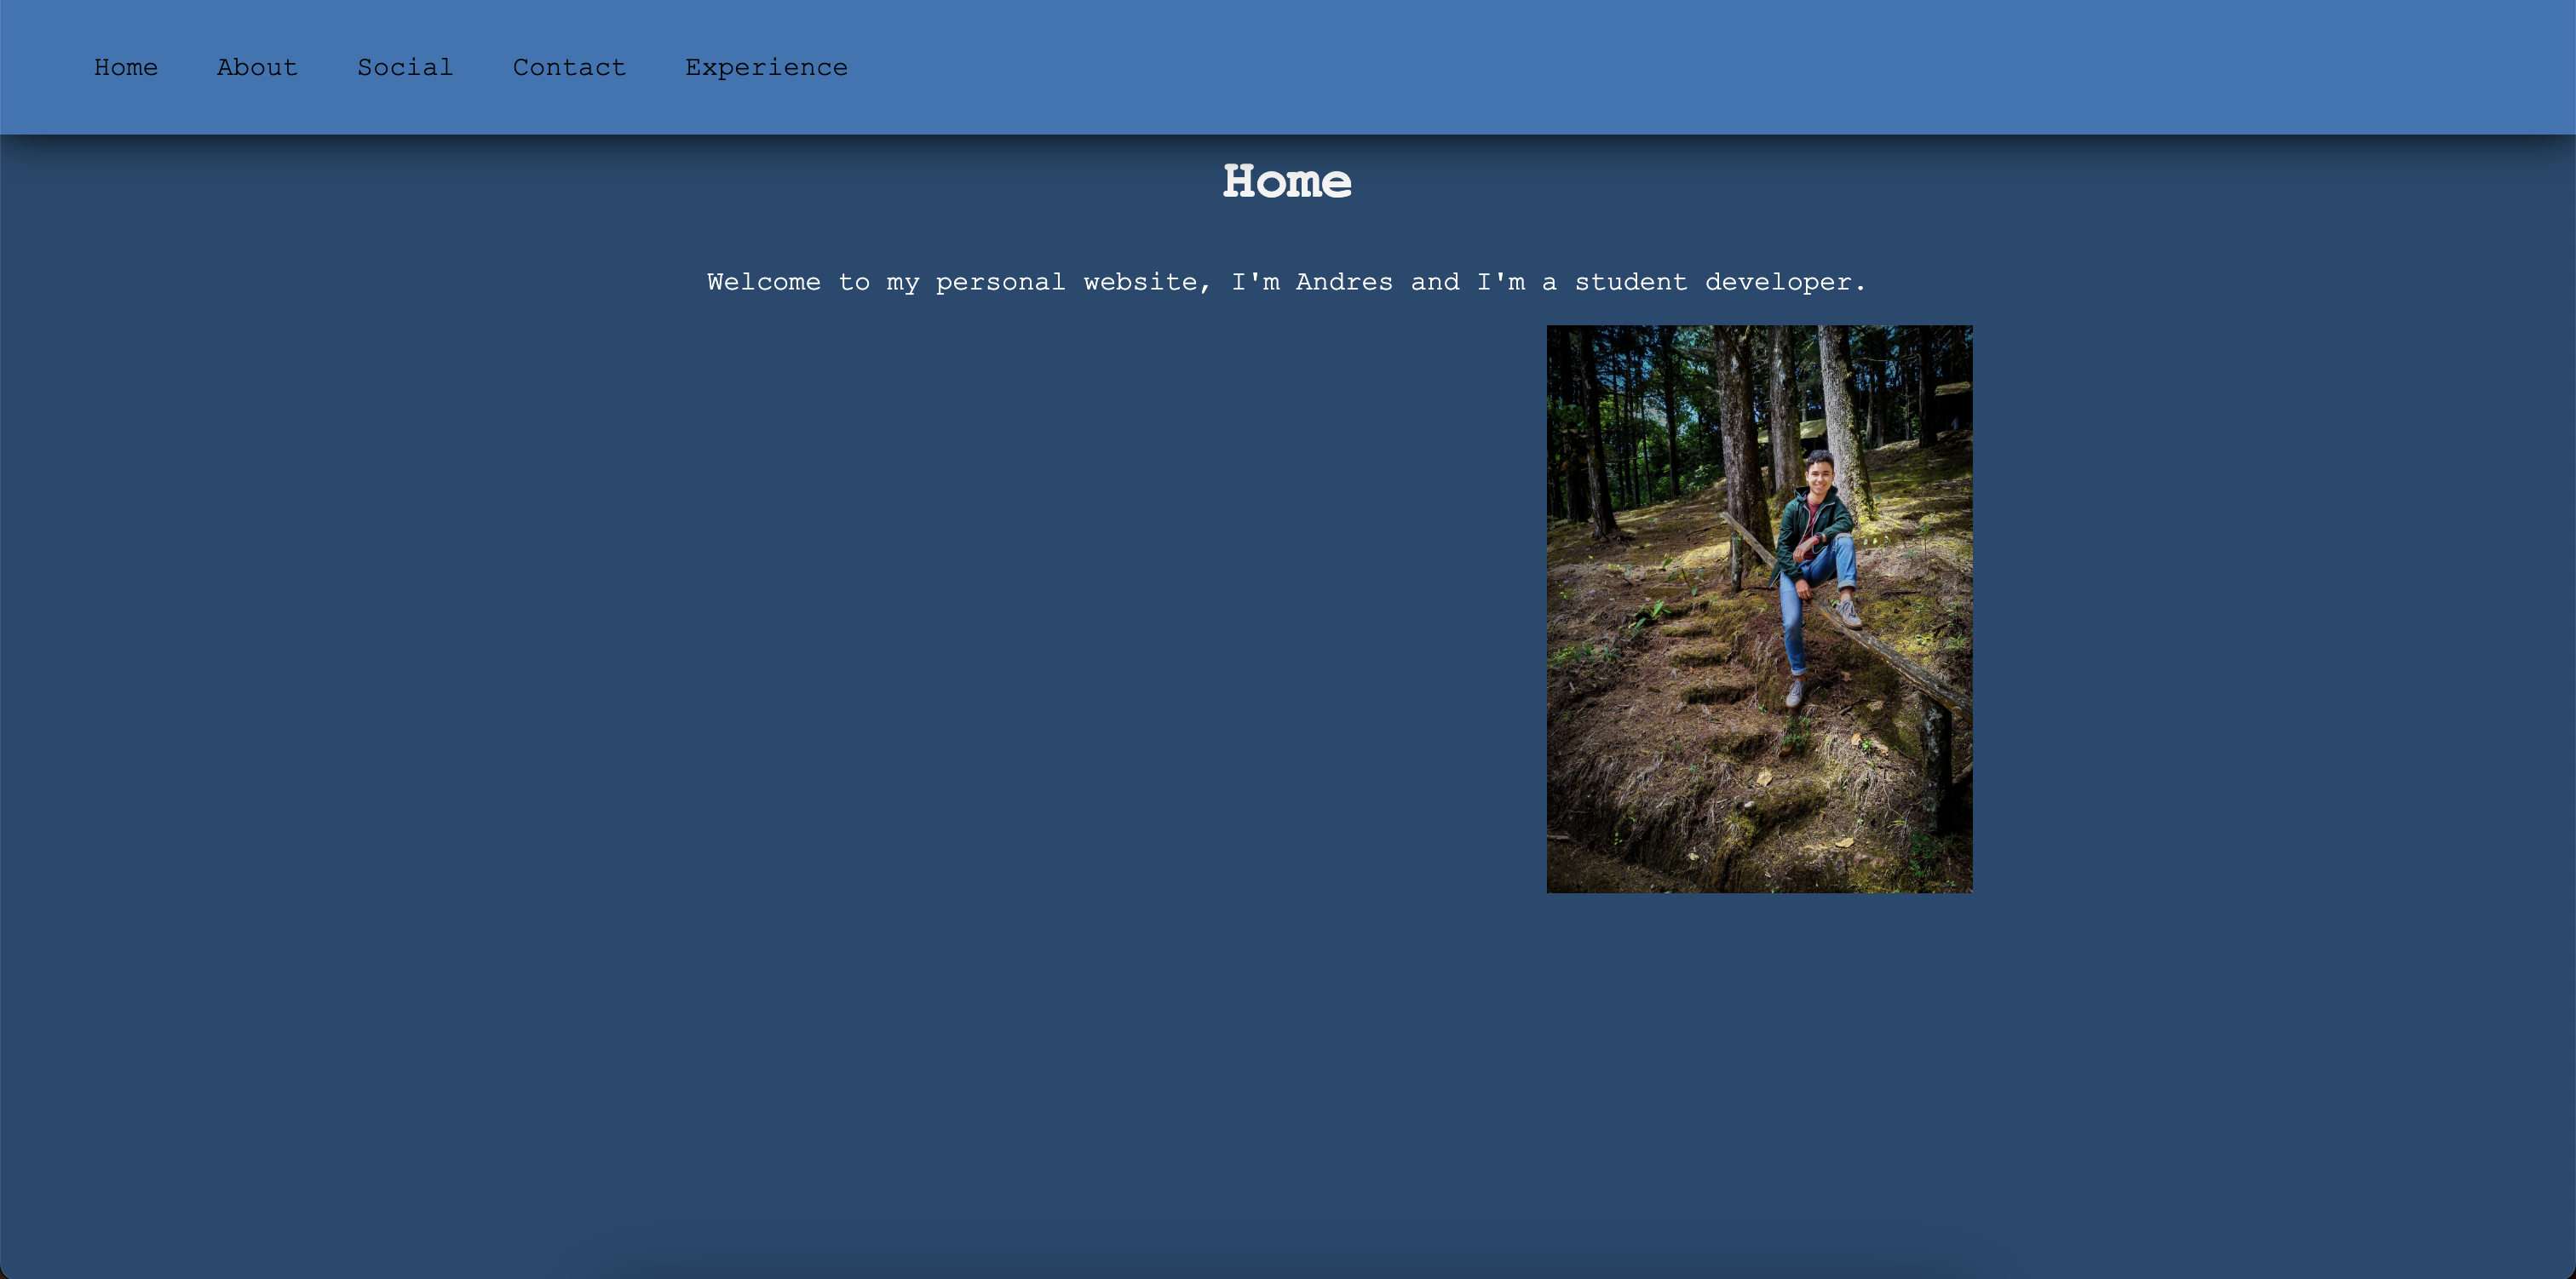 Home About Social Contact Experience
Home
Welcome to my personal website, I'm Andres and I'm a student developer.